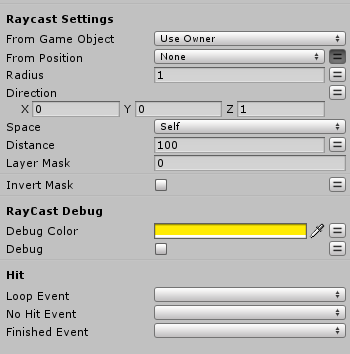 Raycast Settings
From Game Object Use Owner
From Position None
Radius 1
Direction
X 0 Y 0 Z 1
Space Self
Distance 100
Layer Mask 0
Invert Mask
RayCast Debug
Debug Color
Debug
Hit
Loop Event
No Hit Event
Finished Event